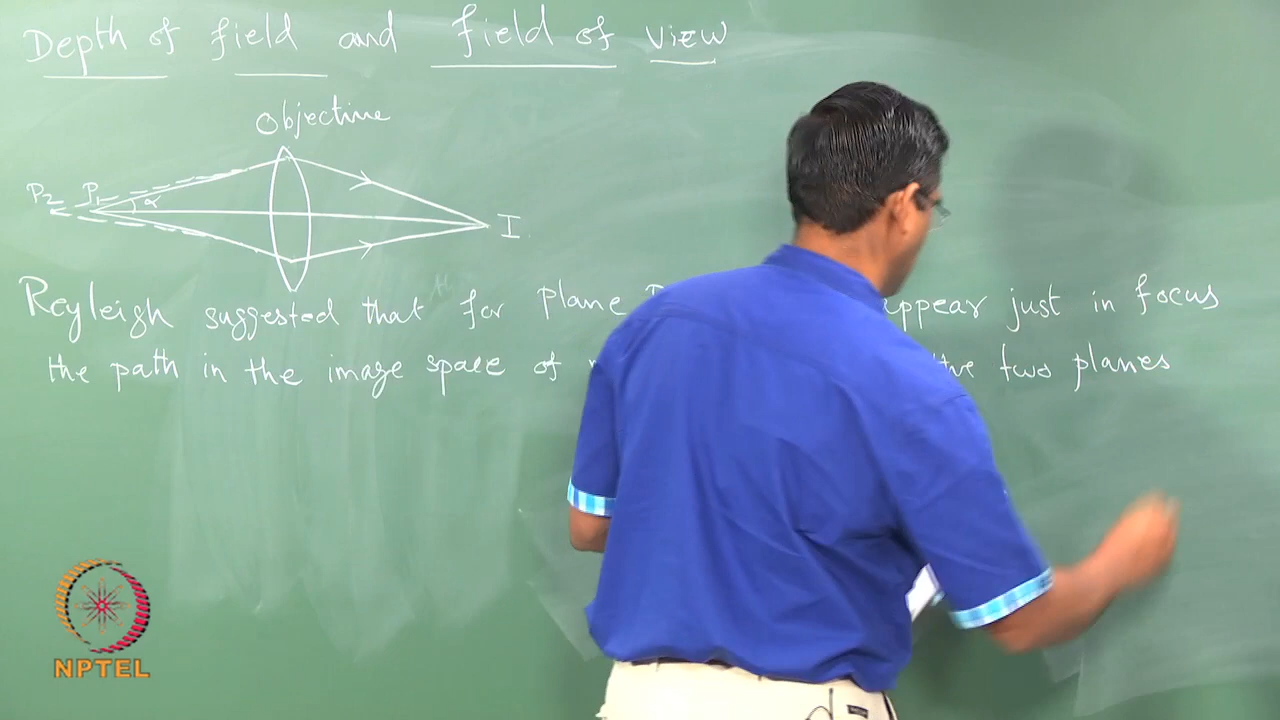 Depth of field and field of view
Objective
P2 P1 α
I
Reyleigh suggested that for plane appear just in focus
the path in the image space of the two planes
NPTEL